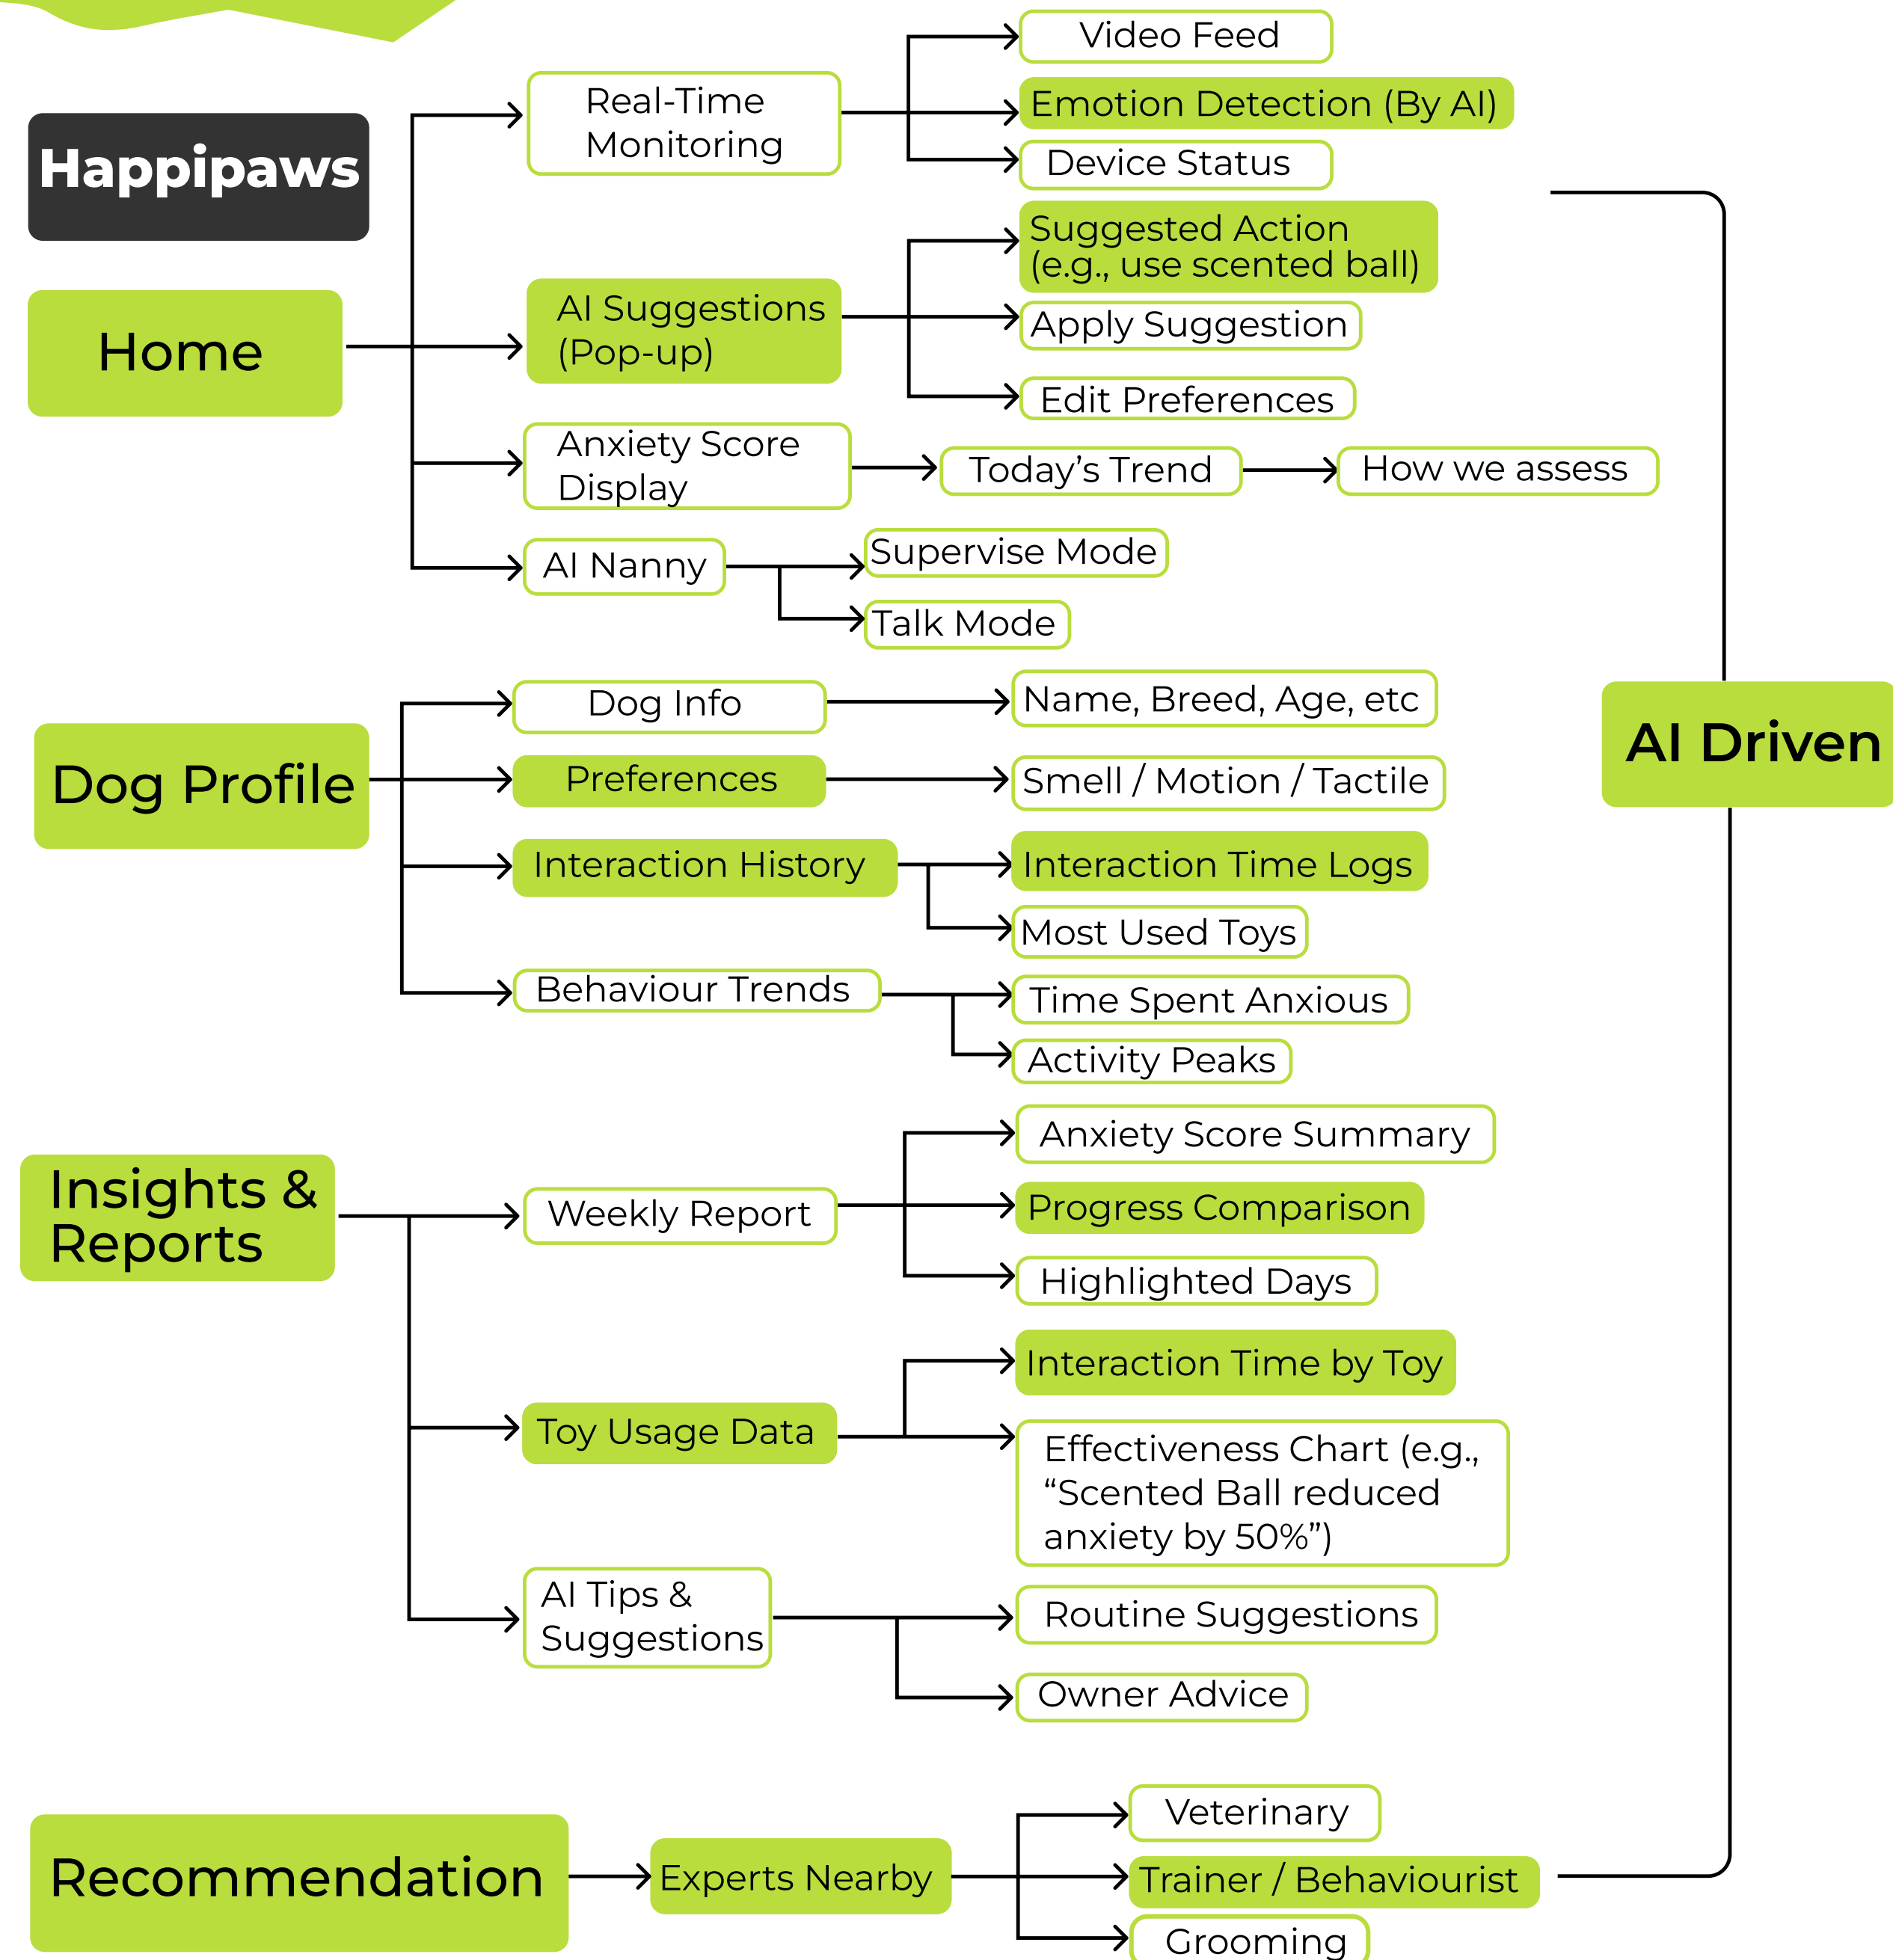 Happipaws
Home
Real-Time
Monitoring
Video Feed
Emotion Detection (By AI)
Device Status
AI Suggestions
(Pop-up)
Suggested Action
(e.g., use scented ball)
Apply Suggestion
Edit Preferences
Anxiety Score
Display
Today’s Trend
How we assess
AI Nanny
Supervise Mode
Talk Mode
Dog Profile
Dog Info
Name, Breed, Age, etc
Preferences
Smell / Motion / Tactile
Interaction History
Interaction Time Logs
Most Used Toys
Behaviour Trends
Time Spent Anxious
Activity Peaks
Insights &
Reports
Weekly Report
Anxiety Score Summary
Progress Comparison
Highlighted Days
Toy Usage Data
Interaction Time by Toy
Effectiveness Chart (e.g.,
“Scented Ball reduced
anxiety by 50%”)
AI Tips &
Suggestions
Routine Suggestions
Owner Advice
Recommendation
Experts Nearby
Veterinary
Trainer / Behaviourist
Grooming
AI Driven